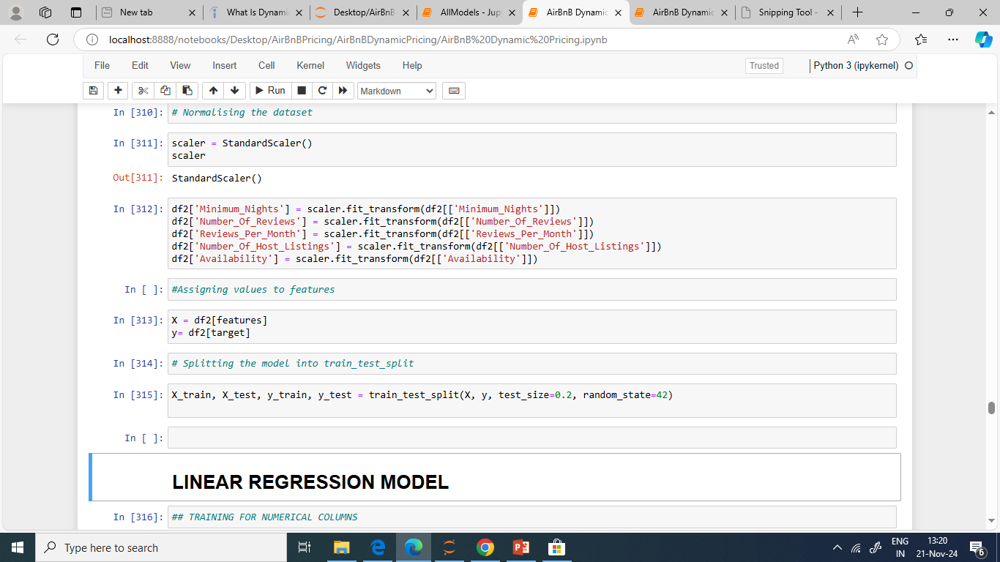 New tab
What Is Dynami
Desktop/AirBnB
AllModels - Jup
AirBnB Dynamic
AirBnB Dynamic
Snipping Tool -
localhost:8888/notebooks/Desktop/AirBnBPricing/AirBnBDynamicPricing/AirBnB%20Dynamic%20Pricing.ipynb
File Edit View Insert Cell Kernel Widgets Help
Trusted
Python 3 (ipykernel)
Run
Markdown
In [310]: # Normalising the dataset
In [311]: scaler = StandardScaler()
scaler
Out[311]: StandardScaler()
In [312]: df2['Minimum_Nights'] = scaler.fit_transform(df2[['Minimum_Nights']])
df2['Number_Of_Reviews'] = scaler.fit_transform(df2[['Number_Of_Reviews']])
df2['Reviews_Per_Month'] = scaler.fit_transform(df2[['Reviews_Per_Month']])
df2['Number_Of_Host_Listings'] = scaler.fit_transform(df2[['Number_Of_Host_Listings']])
df2['Availability'] = scaler.fit_transform(df2[['Availability']])
In [ ]: #Assigning values to features
In [313]: X = df2[features]
y= df2[target]
In [314]: # Splitting the model into train_test_split
In [315]: X_train, X_test, y_train, y_test = train_test_split(X, y, test_size=0.2, random_state=42)
In [ ]:
LINEAR REGRESSION MODEL
In [316]: ## TRAINING FOR NUMERICAL COLUMNS
Type here to search
ENG
IN
13:20
21-Nov-24
6